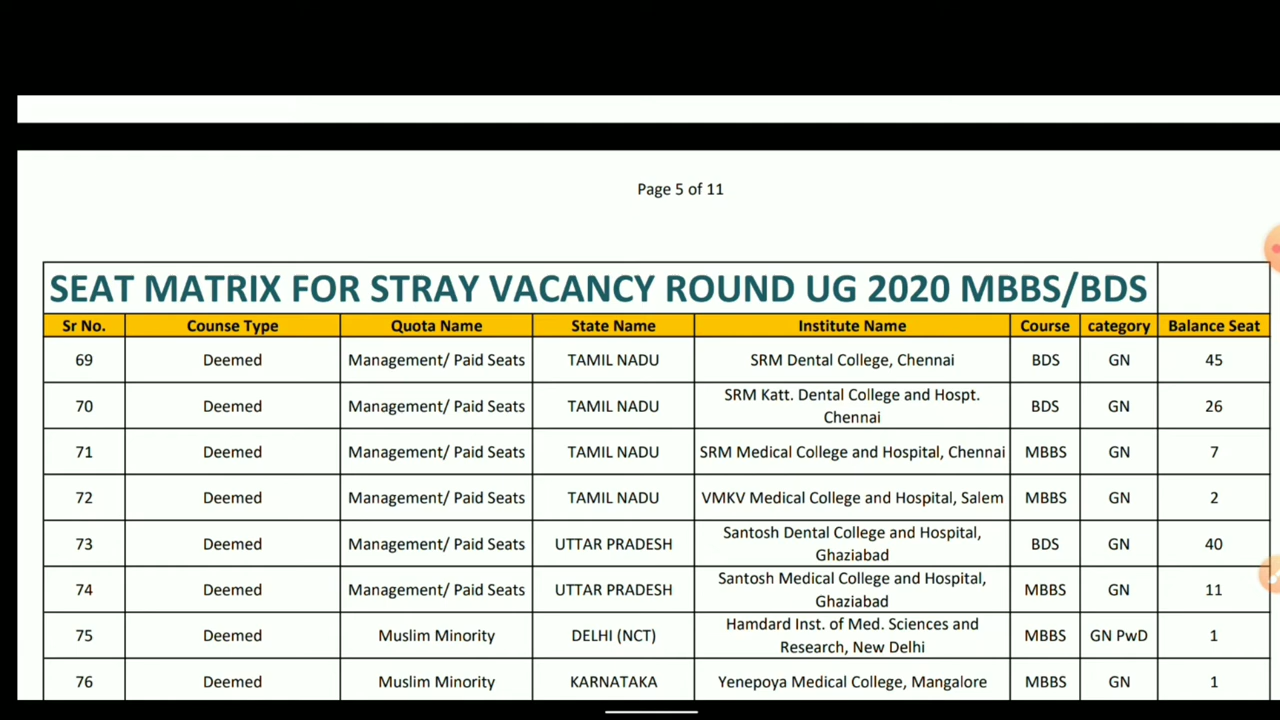 Page 5 of 11
SEAT MATRIX FOR STRAY VACANCY ROUND UG 2020 MBBS/BDS
Sr No. Counse Type Quota Name State Name Institute Name Course category Balance Seat
69 Deemed Management/ Paid Seats TAMIL NADU SRM Dental College, Chennai BDS GN 45
70 Deemed Management/ Paid Seats TAMIL NADU SRM Katt. Dental College and Hospt. Chennai BDS GN 26
71 Deemed Management/ Paid Seats TAMIL NADU SRM Medical College and Hospital, Chennai MBBS GN 7
72 Deemed Management/ Paid Seats TAMIL NADU VMKV Medical College and Hospital, Salem MBBS GN 2
73 Deemed Management/ Paid Seats UTTAR PRADESH Santosh Dental College and Hospital, Ghaziabad BDS GN 40
74 Deemed Management/ Paid Seats UTTAR PRADESH Santosh Medical College and Hospital, Ghaziabad MBBS GN 11
75 Deemed Muslim Minority DELHI (NCT) Hamdard Inst. of Med. Sciences and Research, New Delhi MBBS GN PwD 1
76 Deemed Muslim Minority KARNATAKA Yenepoya Medical College, Mangalore MBBS GN 1